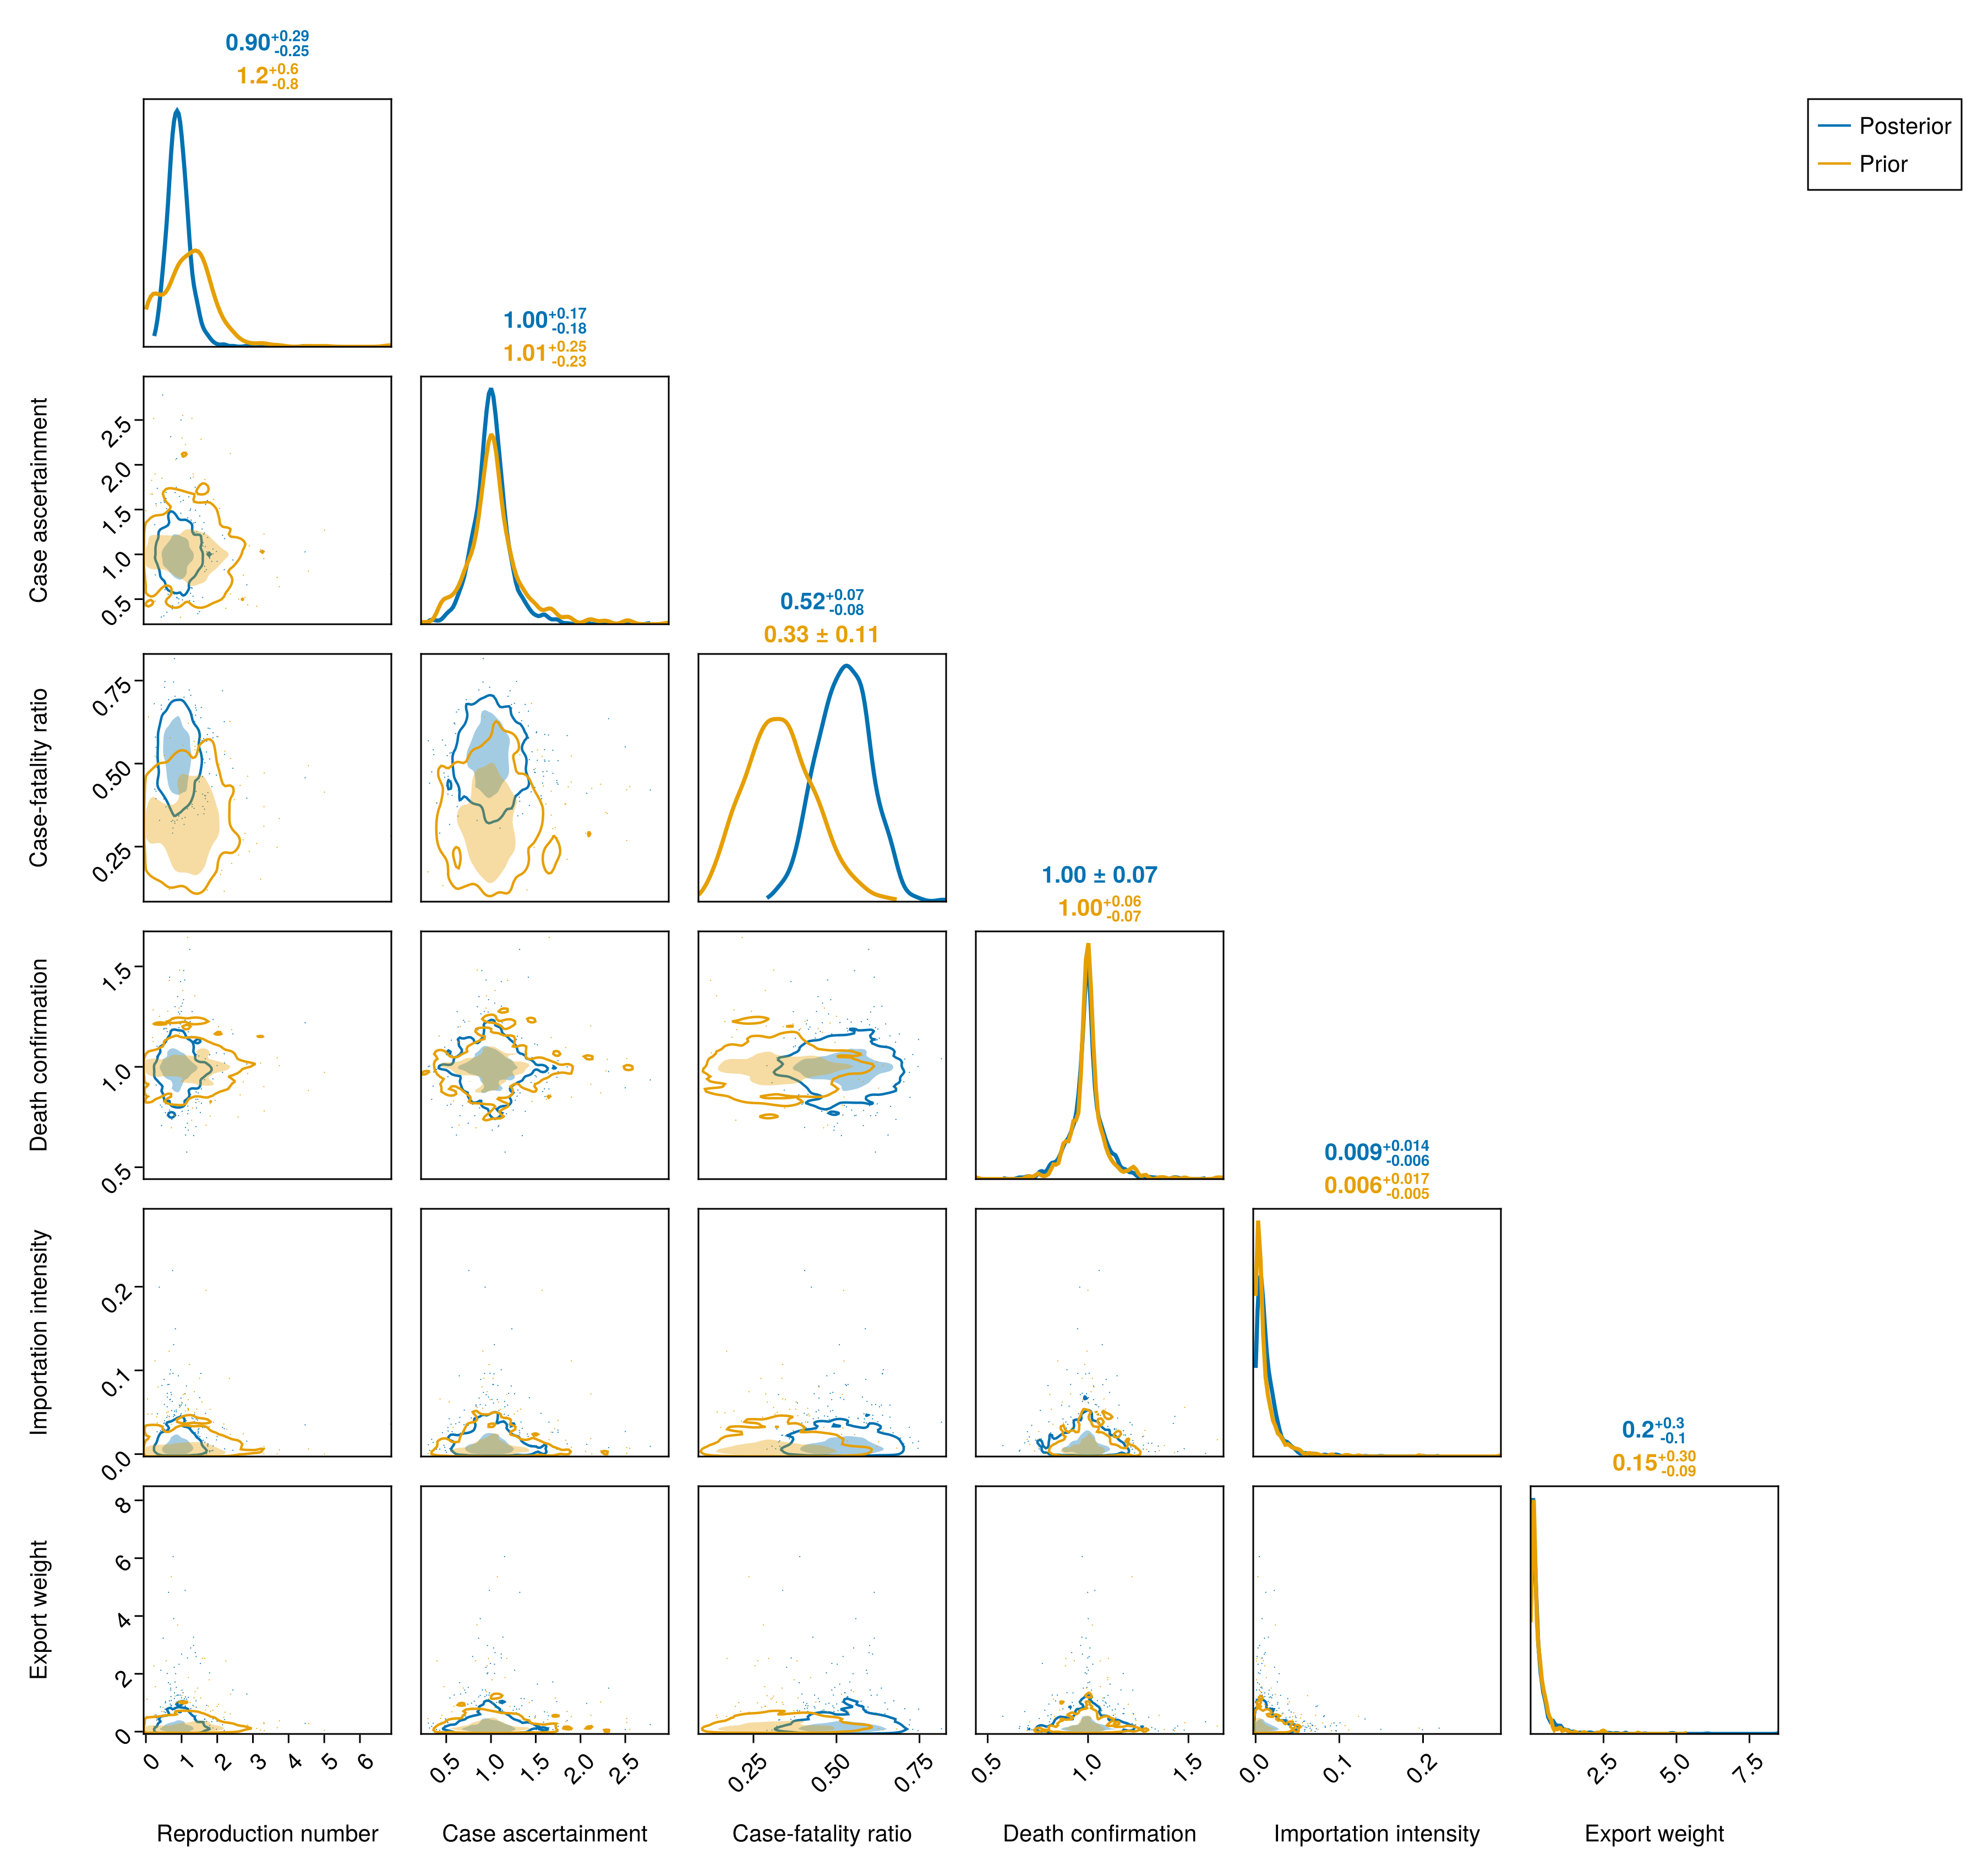 0.90+0.29-0.25
1.2+0.6-0.8
Posterior
Prior
1.00+0.17-0.18
1.01+0.25-0.23
Case ascertainment
2.5
2.0
1.5
1.0
0.5
0.52+0.07-0.08
0.33 ± 0.11
Case-fatality ratio
0.75
0.50
0.25
1.00 ± 0.07
1.00+0.06-0.07
Death confirmation
1.5
1.0
0.5
0.009+0.014-0.006
0.006+0.017-0.005
Importation intensity
0.2
0.1
0.0
0.2+0.3-0.1
0.15+0.30-0.09
Export weight
8
6
4
2
0
0 1 2 3 4 5 6
0.5 1.0 1.5 2.0 2.5
0.25 0.50 0.75
0.5 1.0 1.5
0.0 0.1 0.2
2.5 5.0 7.5
Reproduction number
Case ascertainment
Case-fatality ratio
Death confirmation
Importation intensity
Export weight